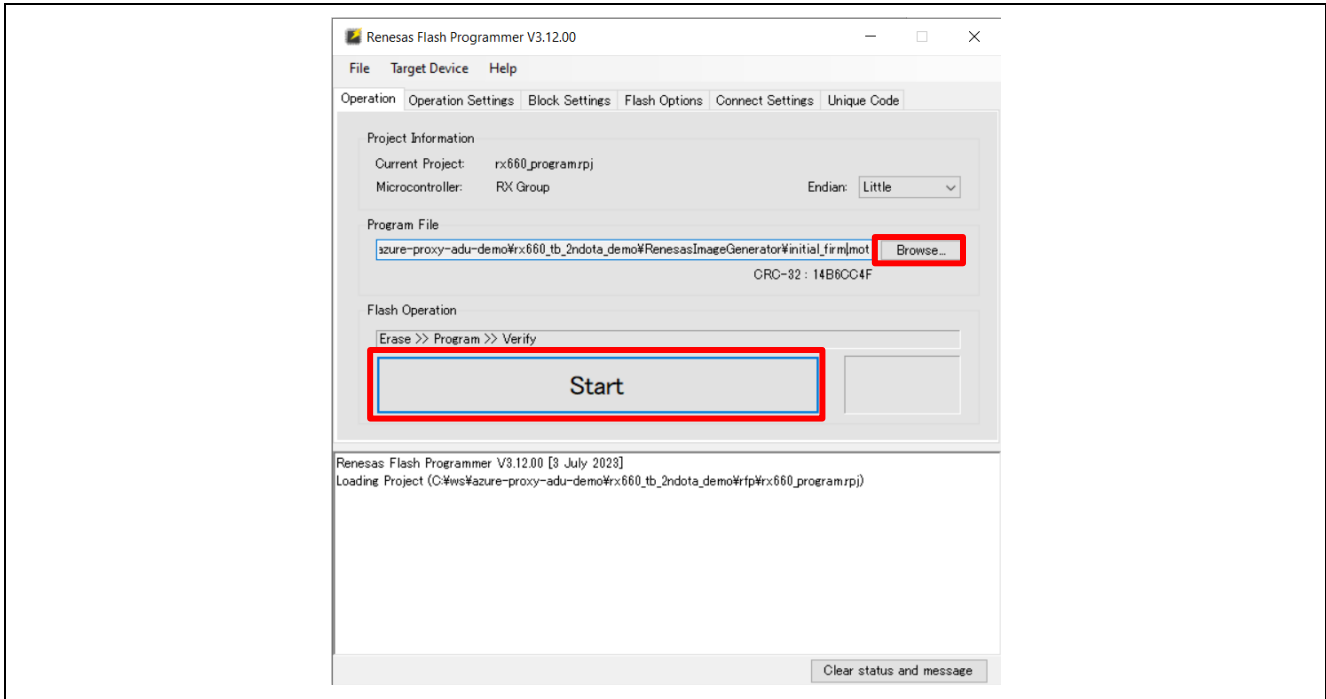 Renesas Flash Programmer V3.12.00
File Target Device Help
Operation Operation Settings Block Settings Flash Options Connect Settings Unique Code
Project Information
Current Project: rx660_program.rpj
Microcontroller: RX Group Endian: Little
Program File
azure-proxy-adu-demo¥rx660_tb_2ndota_demo¥RenesasImageGenerator¥initial_firm.mot Browse...
CRC-32 : 14B6CC4F
Flash Operation
Erase >> Program >> Verify
Start
Renesas Flash Programmer V3.12.00 [3 July 2023]
Loading Project (C:¥ws¥azure-proxy-adu-demo¥rx660_tb_2ndota_demo¥rfp¥rx660_program.rpj)
Clear status and message